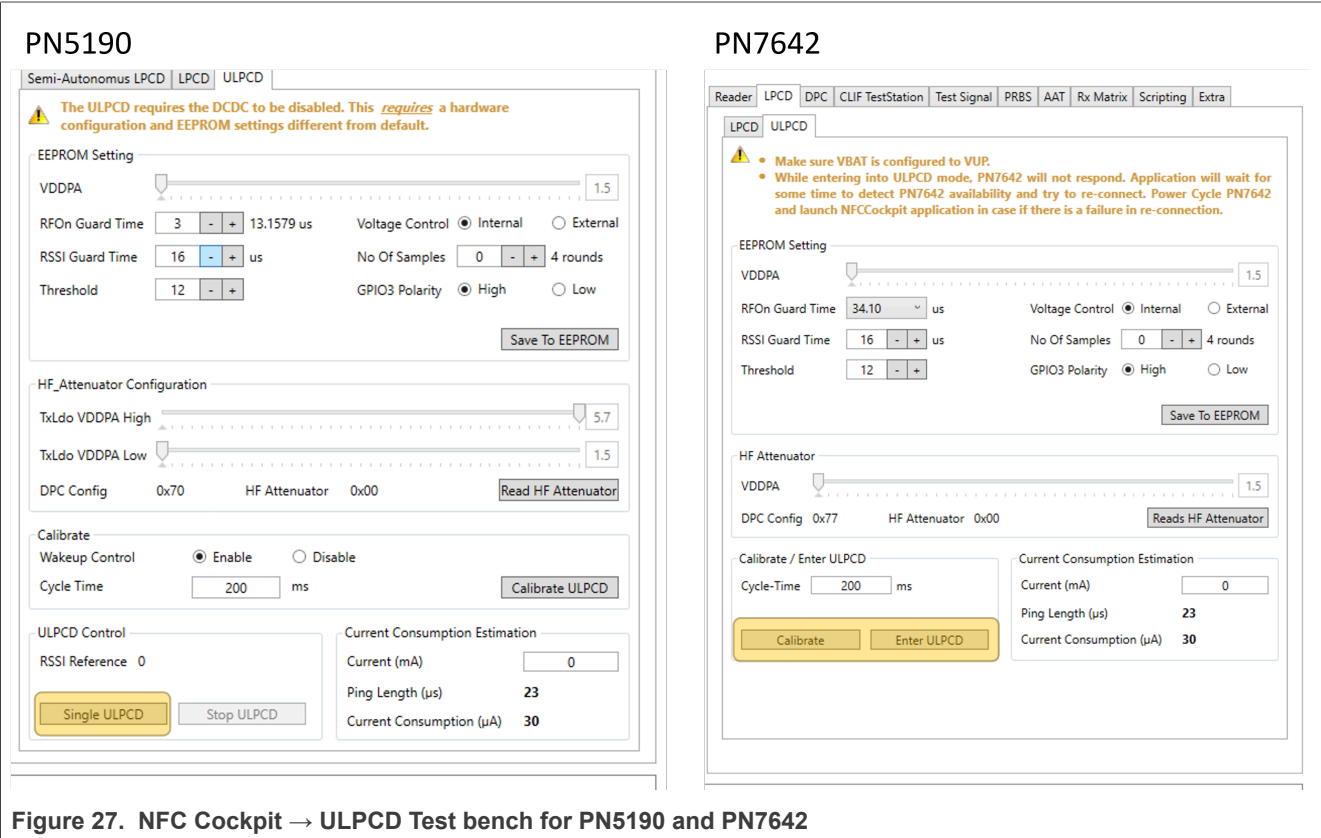 PN5190
Semi-Autonomus LPCD LPCD ULPCD
The ULPCD requires the DCDC to be disabled. This requires a hardware
configuration and EEPROM settings different from default.
EEPROM Setting
VDDPA 1.5
RFOn Guard Time 3 - + 13.1579 us Voltage Control Internal External
RSSI Guard Time 16 - + us No Of Samples 0 - + 4 rounds
Threshold 12 - + GPIO3 Polarity High Low
Save To EEPROM
HF_Attenuator Configuration
TxLdo VDDPA High 5.7
TxLdo VDDPA Low 1.5
DPC Config 0x70 HF Attenuator 0x00 Read HF Attenuator
Calibrate
Wakeup Control Enable Disable
Cycle Time 200 ms Calibrate ULPCD
ULPCD Control
RSSI Reference 0
Single ULPCD Stop ULPCD
Current Consumption Estimation
Current (mA) 0
Ping Length (µs) 23
Current Consumption (µA) 30
PN7642
Reader LPCD DPC CLIF TestStation Test Signal PRBS AAT Rx Matrix Scripting Extra
LPCD ULPCD
• Make sure VBAT is configured to VUP.
• While entering into ULPCD mode, PN7642 will not respond. Application will wait for
some time to detect PN7642 availability and try to re-connect. Power Cycle PN7642
and launch NFCCockpit application in case if there is a failure in re-connection.
EEPROM Setting
VDDPA 1.5
RFOn Guard Time 34.10 us Voltage Control Internal External
RSSI Guard Time 16 - + us No Of Samples 0 - + 4 rounds
Threshold 12 - + GPIO3 Polarity High Low
Save To EEPROM
HF Attenuator
VDDPA 1.5
DPC Config 0x77 HF Attenuator 0x00 Reads HF Attenuator
Calibrate / Enter ULPCD
Cycle-Time 200 ms
Calibrate Enter ULPCD
Current Consumption Estimation
Current (mA) 0
Ping Length (µs) 23
Current Consumption (µA) 30
Figure 27. NFC Cockpit → ULPCD Test bench for PN5190 and PN7642